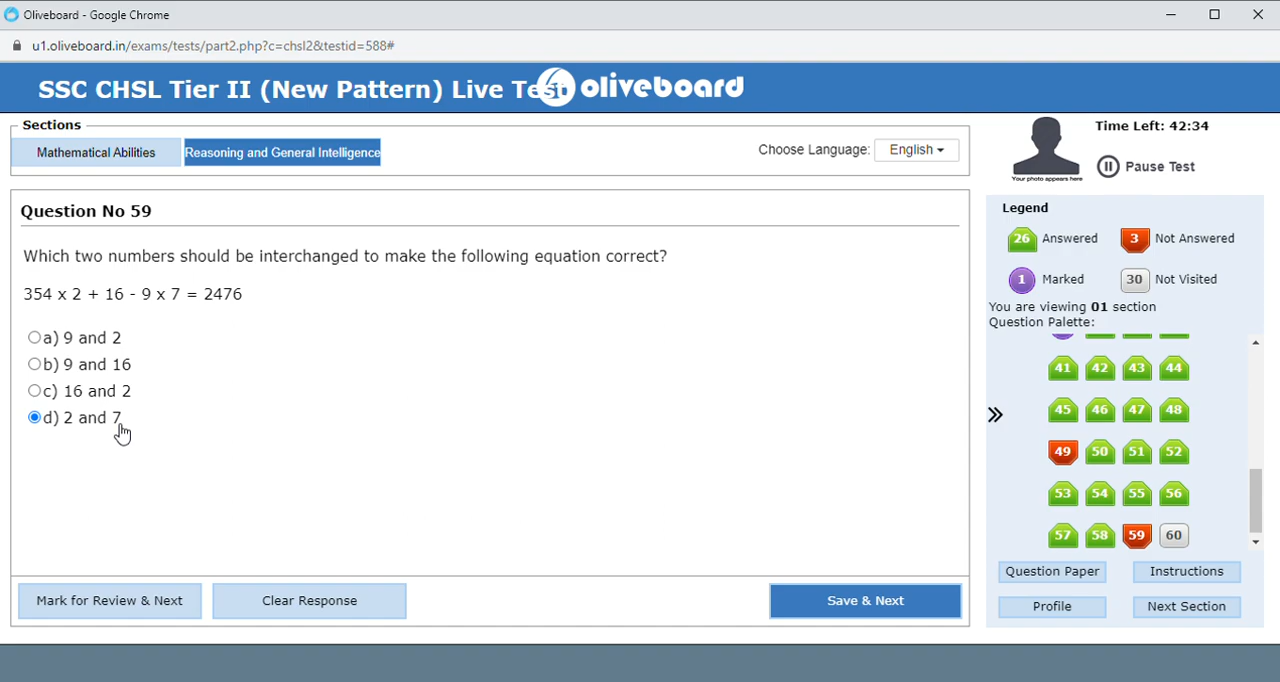 Oliveboard - Google Chrome
u1.oliveboard.in/exams/tests/part2.php?c=chsl2&testid=588#
SSC CHSL Tier II (New Pattern) Live Test
oliveboard
Sections
Mathematical Abilities
Reasoning and General Intelligence
Choose Language:
English
Your photo appears here
Time Left: 42:34
Pause Test
Question No 59
Which two numbers should be interchanged to make the following equation correct?
354 x 2 + 16 - 9 x 7 = 2476
a) 9 and 2
b) 9 and 16
c) 16 and 2
d) 2 and 7
Mark for Review & Next
Clear Response
Save & Next
Legend
26 Answered
3 Not Answered
1 Marked
30 Not Visited
You are viewing 01 section
Question Palette:
41 42 43 44
45 46 47 48
49 50 51 52
53 54 55 56
57 58 59 60
Question Paper
Instructions
Profile
Next Section